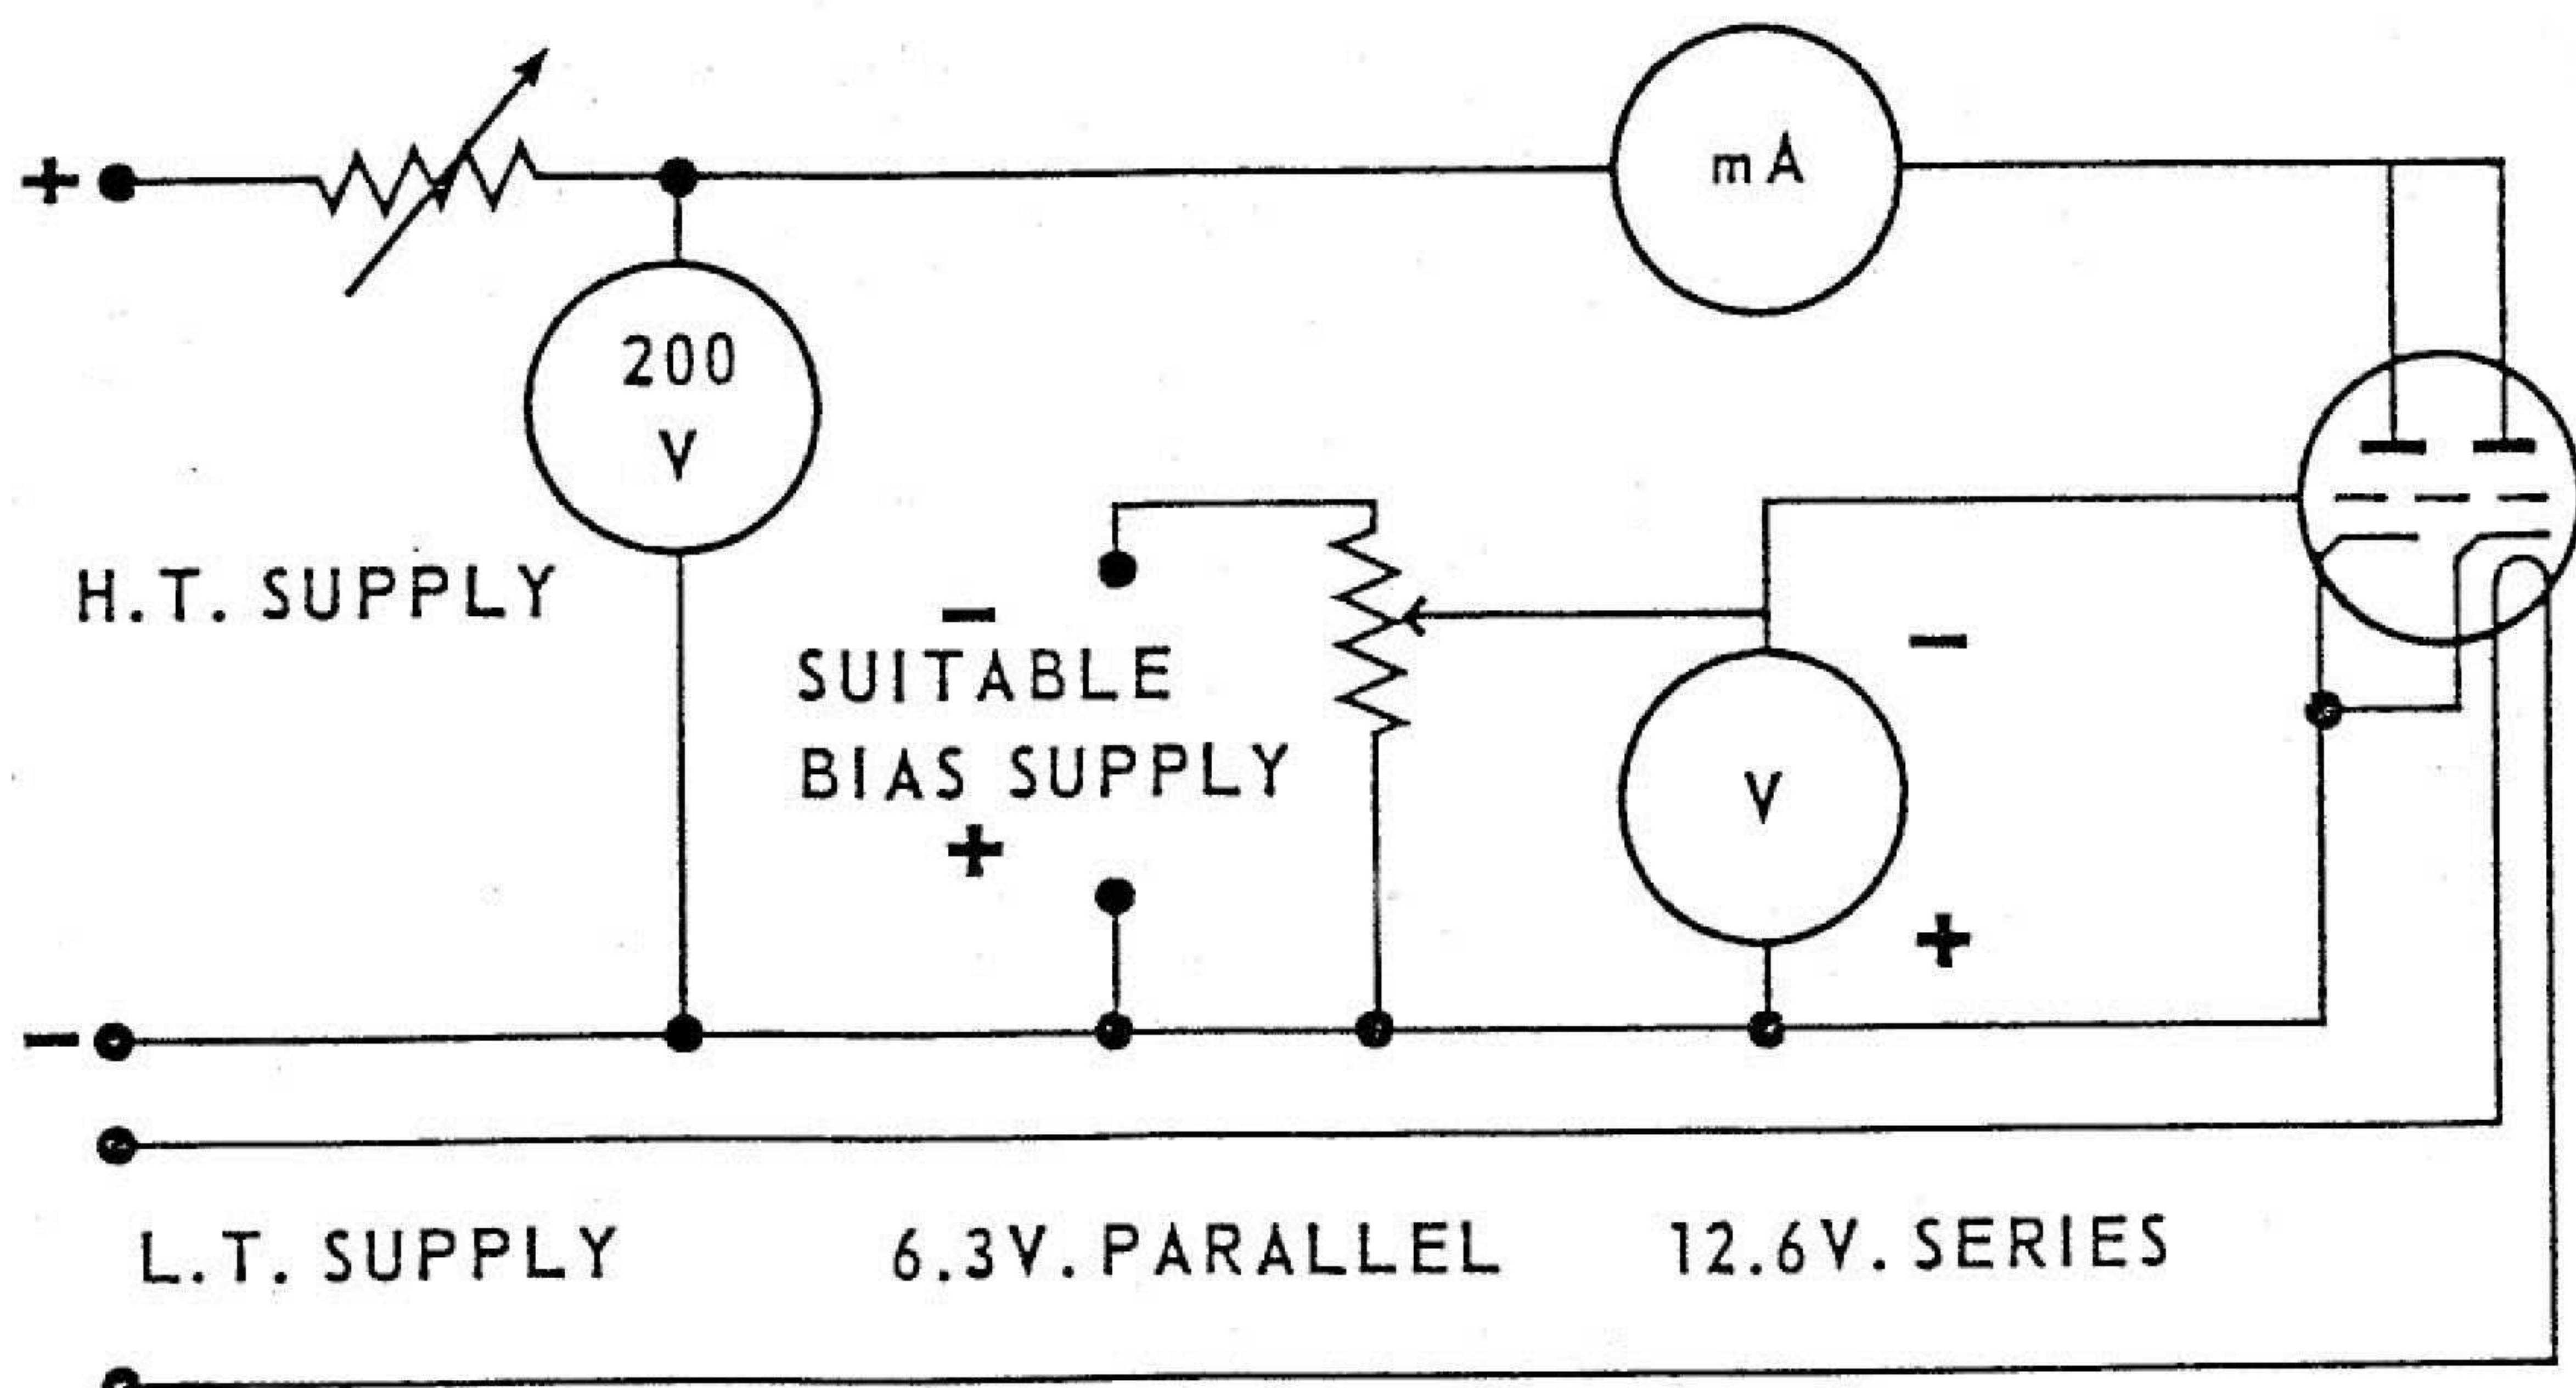 +
mA
200
V
H.T. SUPPLY
-
SUITABLE
BIAS SUPPLY
+
-
V
+
-
L.T. SUPPLY 6.3V. PARALLEL 12.6V. SERIES